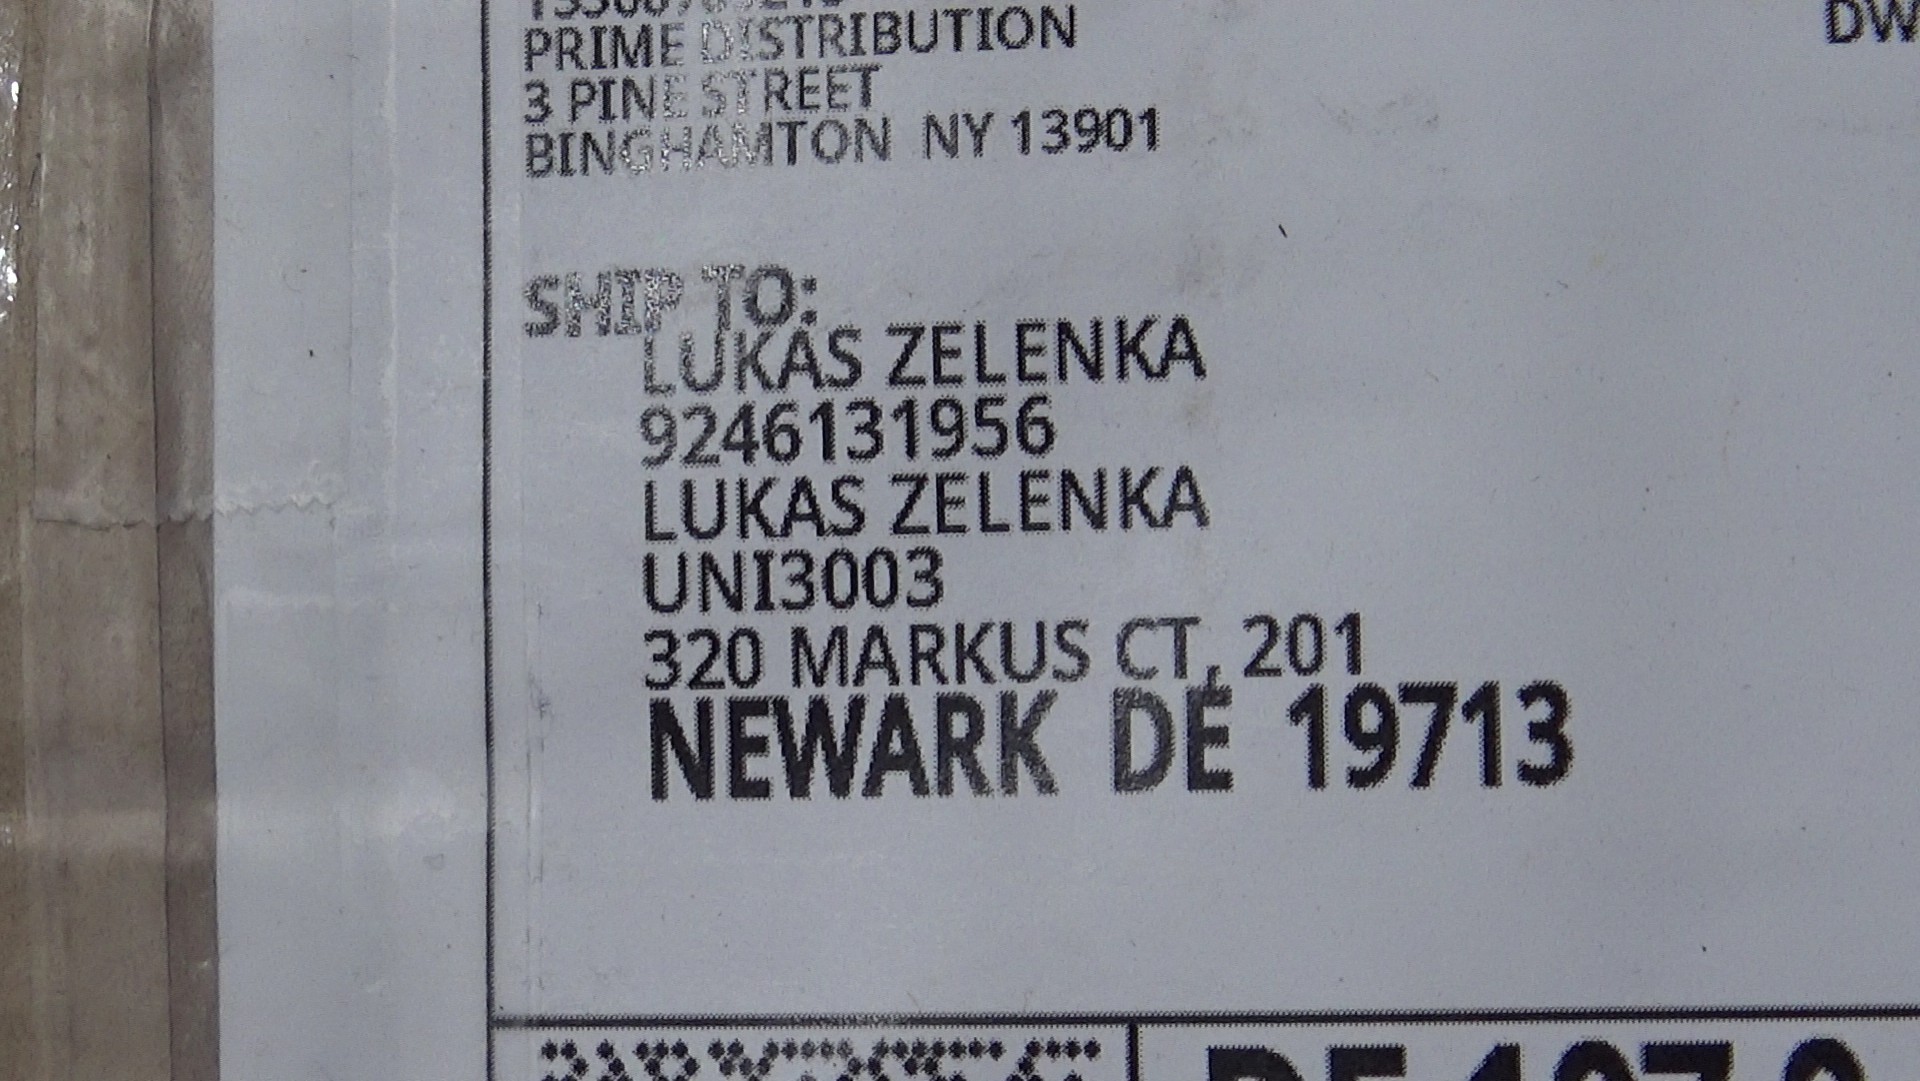 PRIME DISTRIBUTION
3 PINE STREET
BINGHAMTON NY 13901
DW
SHIP TO:
LUKAS ZELENKA
9246131956
LUKAS ZELENKA
UNI3003
320 MARKUS CT, 201
NEWARK DE 19713